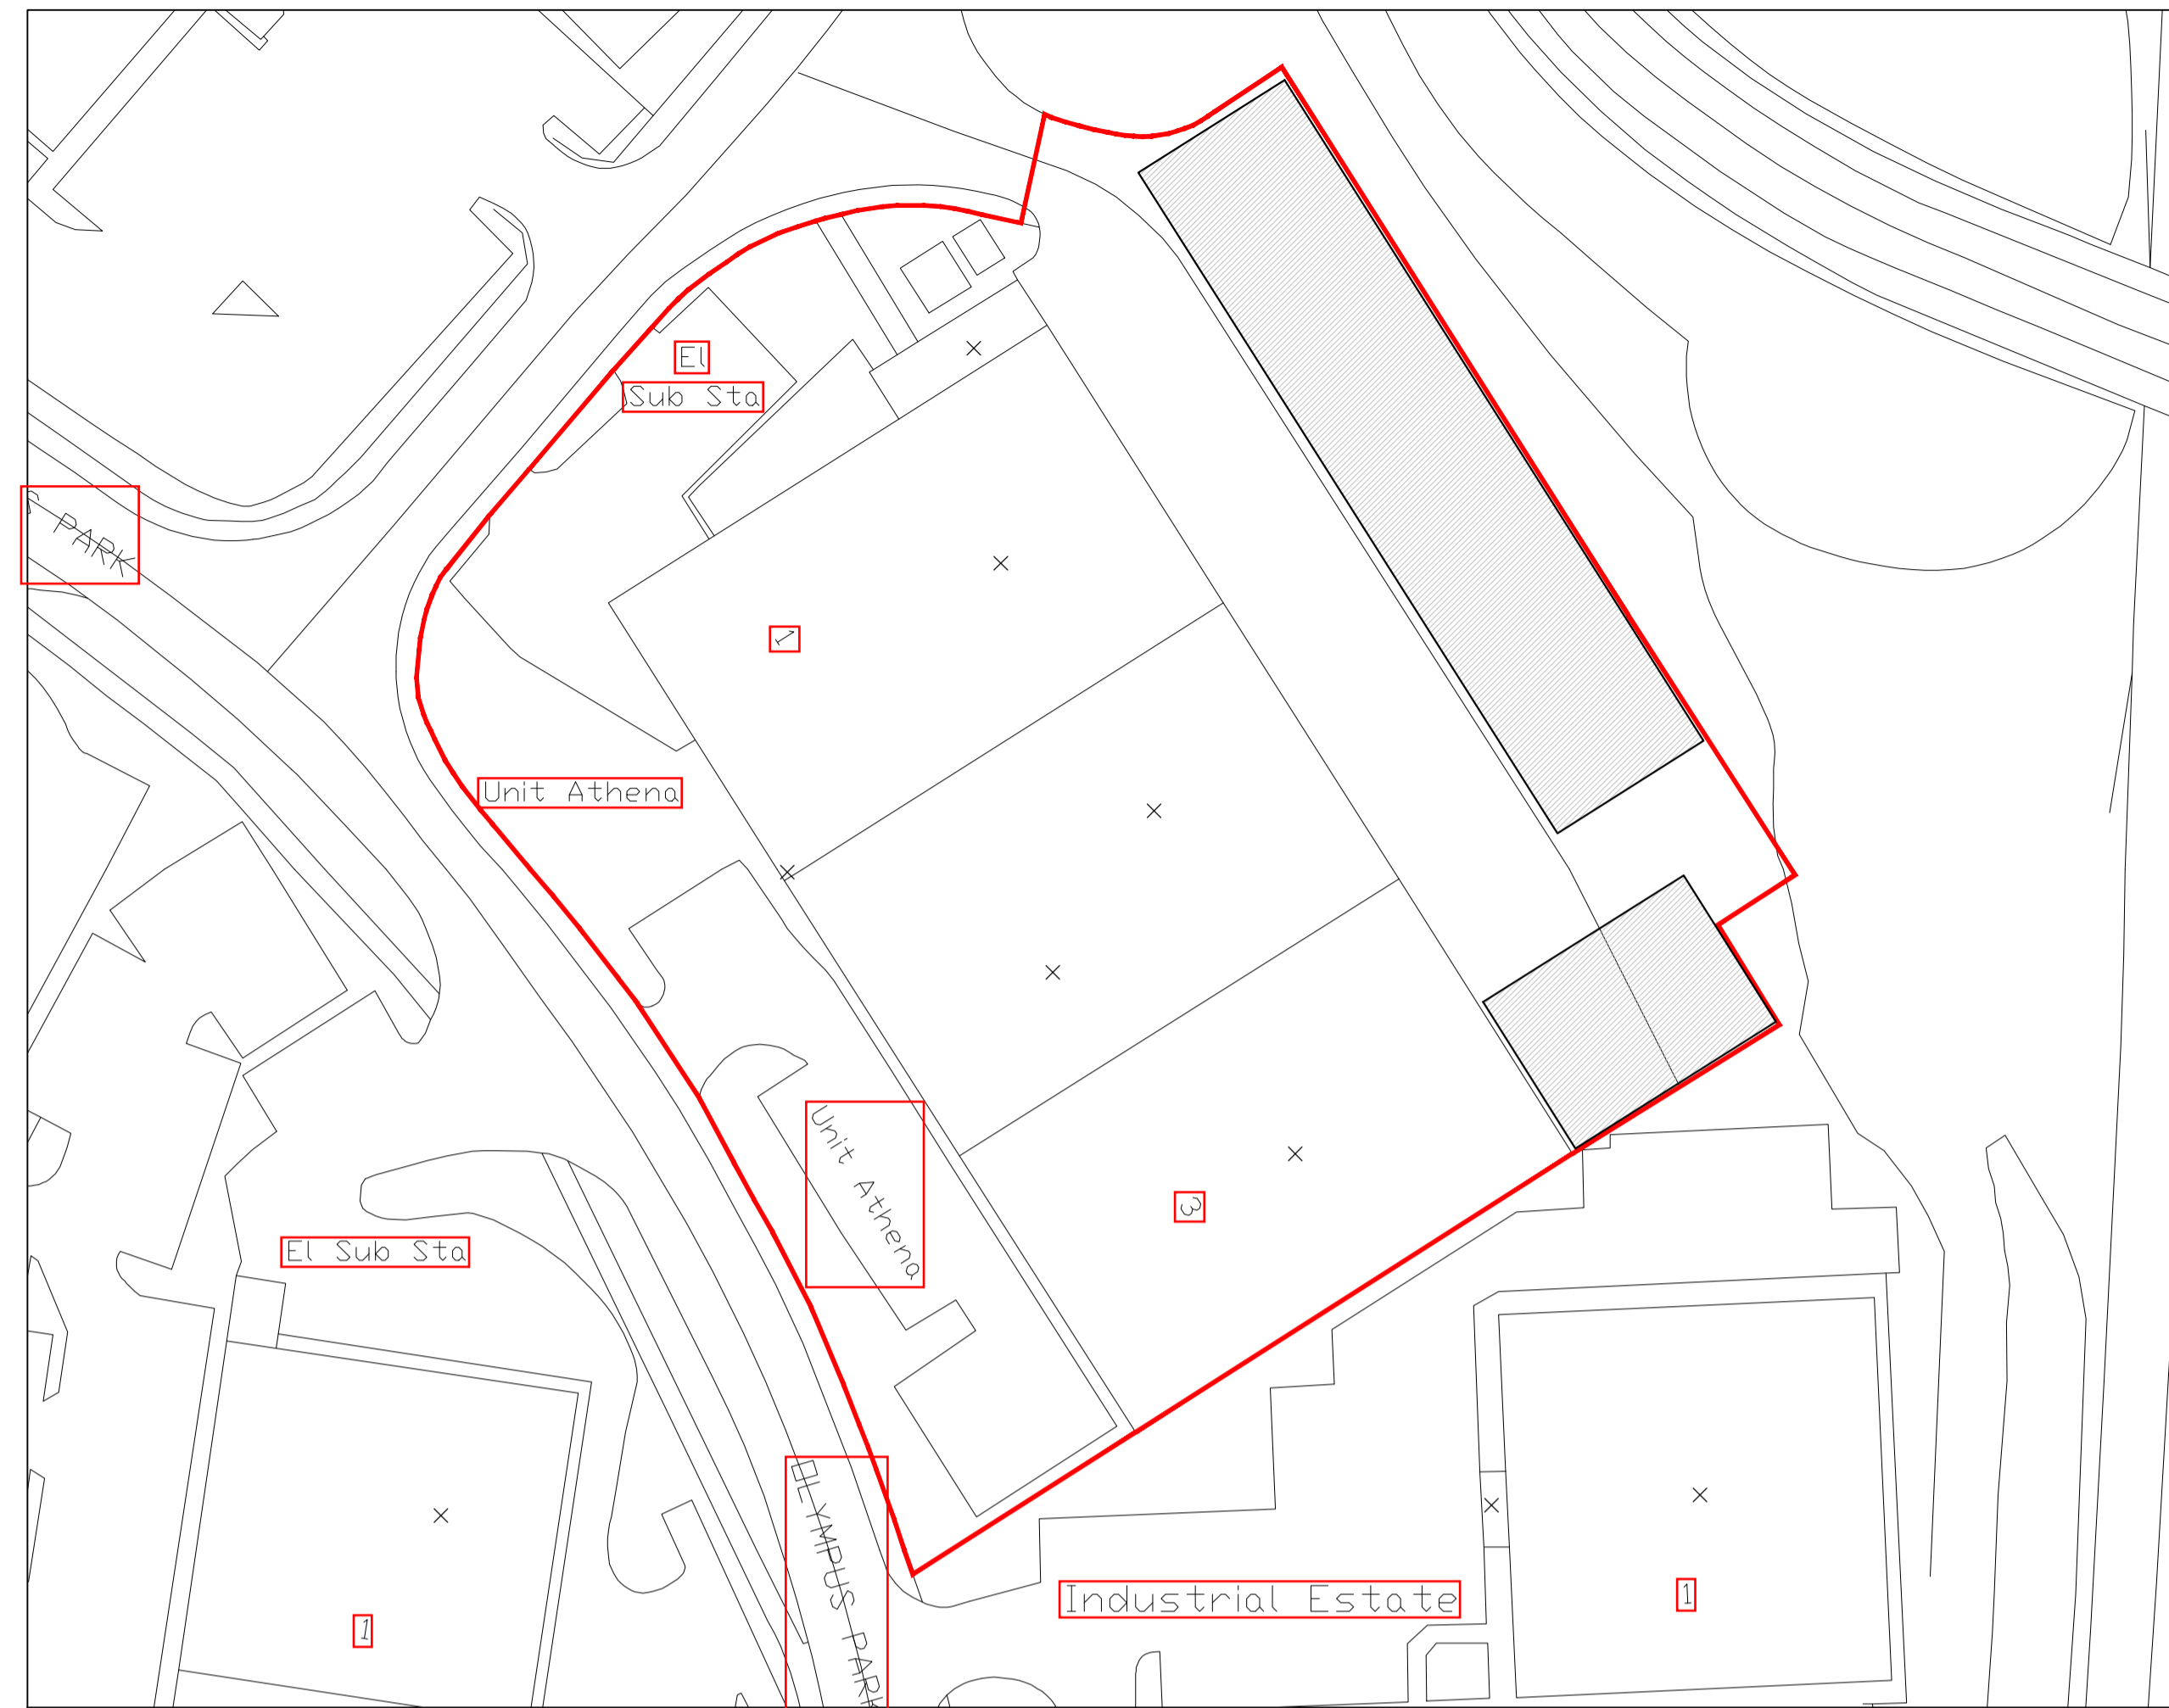 El
Sub Sta
PARK
1
Unit Athena
Unit Athena
3
El Sub Sta
OLYMPUS PARK
Industrial Estate
1
1